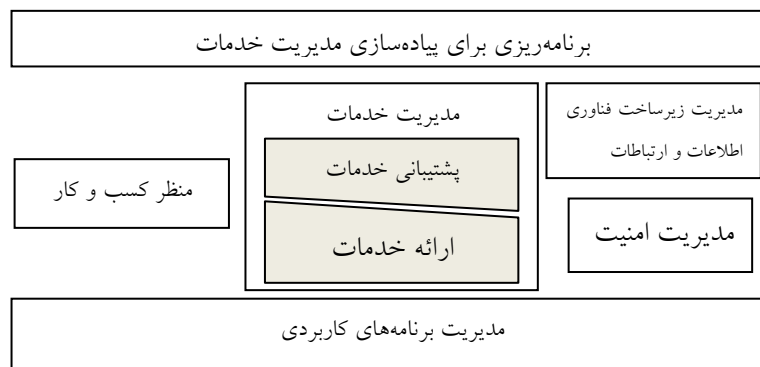 برنامه‌ریزی برای پیاده‌سازی مدیریت خدمات
مدیریت زیرساخت فناوری
اطلاعات و ارتباطات
مدیریت خدمات
پشتیبانی خدمات
منظر کسب و کار
مدیریت امنیت
ارائه خدمات
مدیریت برنامه‌های کاربردی